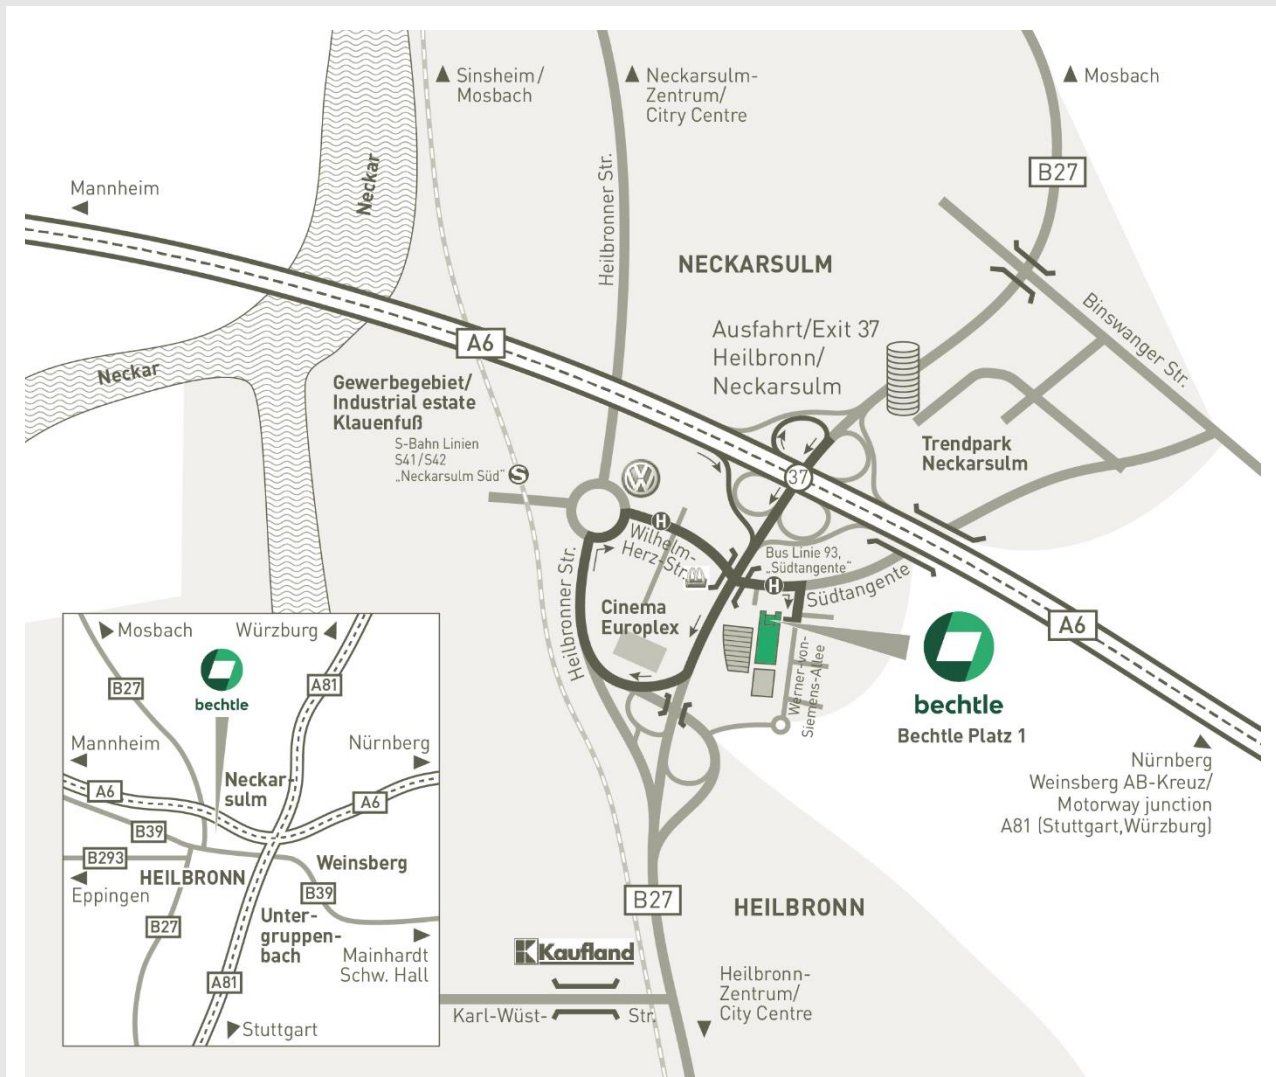 Sinsheim/
Mosbach
Neckarsulm-
Zentrum/
Citry Centre
Mosbach
B27
Mannheim
Neckar
Heilbronner Str.
NECKARSULM
Binswanger Str.
Ausfahrt/Exit 37
Heilbronn/
Neckarsulm
A6
Neckar
Gewerbegebiet/
Industrial estate
Klauenfuß
S-Bahn Linien
S41/S42
„Neckarsulm Süd“
S
Trendpark
Neckarsulm
37
H
Wilhelm-
Herz-Str.
Bus Linie 93,
„Südtangente“
H
Südtangente
Heilbronner Str.
Cinema
Europlex
Werner-von-
Siemens-Allee
A6
bechtle
Bechtle Platz 1
Nürnberg
Weinsberg AB-Kreuz/
Motorway junction
A81 (Stuttgart,Würzburg)
B27
HEILBRONN
Kaufland
Karl-Wüst-
Str.
Heilbronn-
Zentrum/
City Centre
Mosbach
Würzburg
B27
bechtle
A81
Mannheim
Nürnberg
Neckar-
sulm
A6
A6
B39
B293
Weinsberg
HEILBRONN
Eppingen
B39
B27
Unter-
gruppen-
bach
Mainhardt
Schw. Hall
A81
Stuttgart